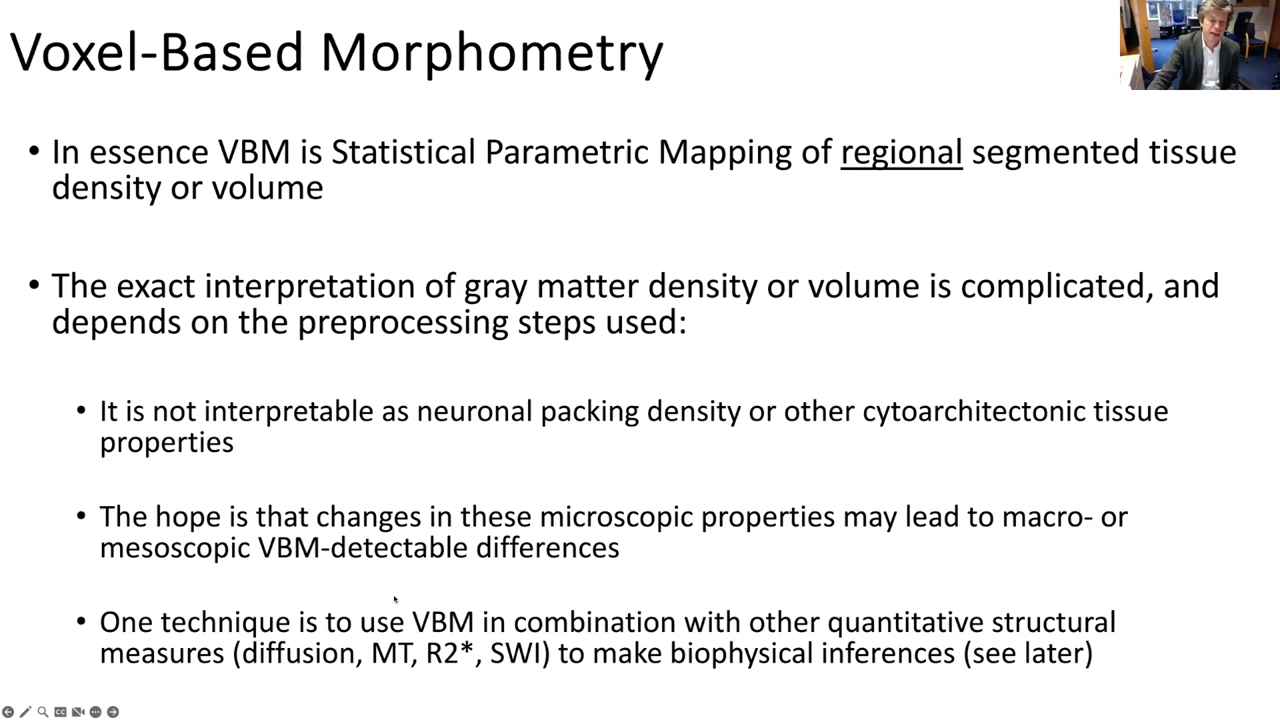 Voxel-Based Morphometry
• In essence VBM is Statistical Parametric Mapping of regional segmented tissue
density or volume
• The exact interpretation of gray matter density or volume is complicated, and
depends on the preprocessing steps used:
• It is not interpretable as neuronal packing density or other cytoarchitectonic tissue
properties
• The hope is that changes in these microscopic properties may lead to macro- or
mesoscopic VBM-detectable differences
• One technique is to use VBM in combination with other quantitative structural
measures (diffusion, MT, R2*, SWI) to make biophysical inferences (see later)